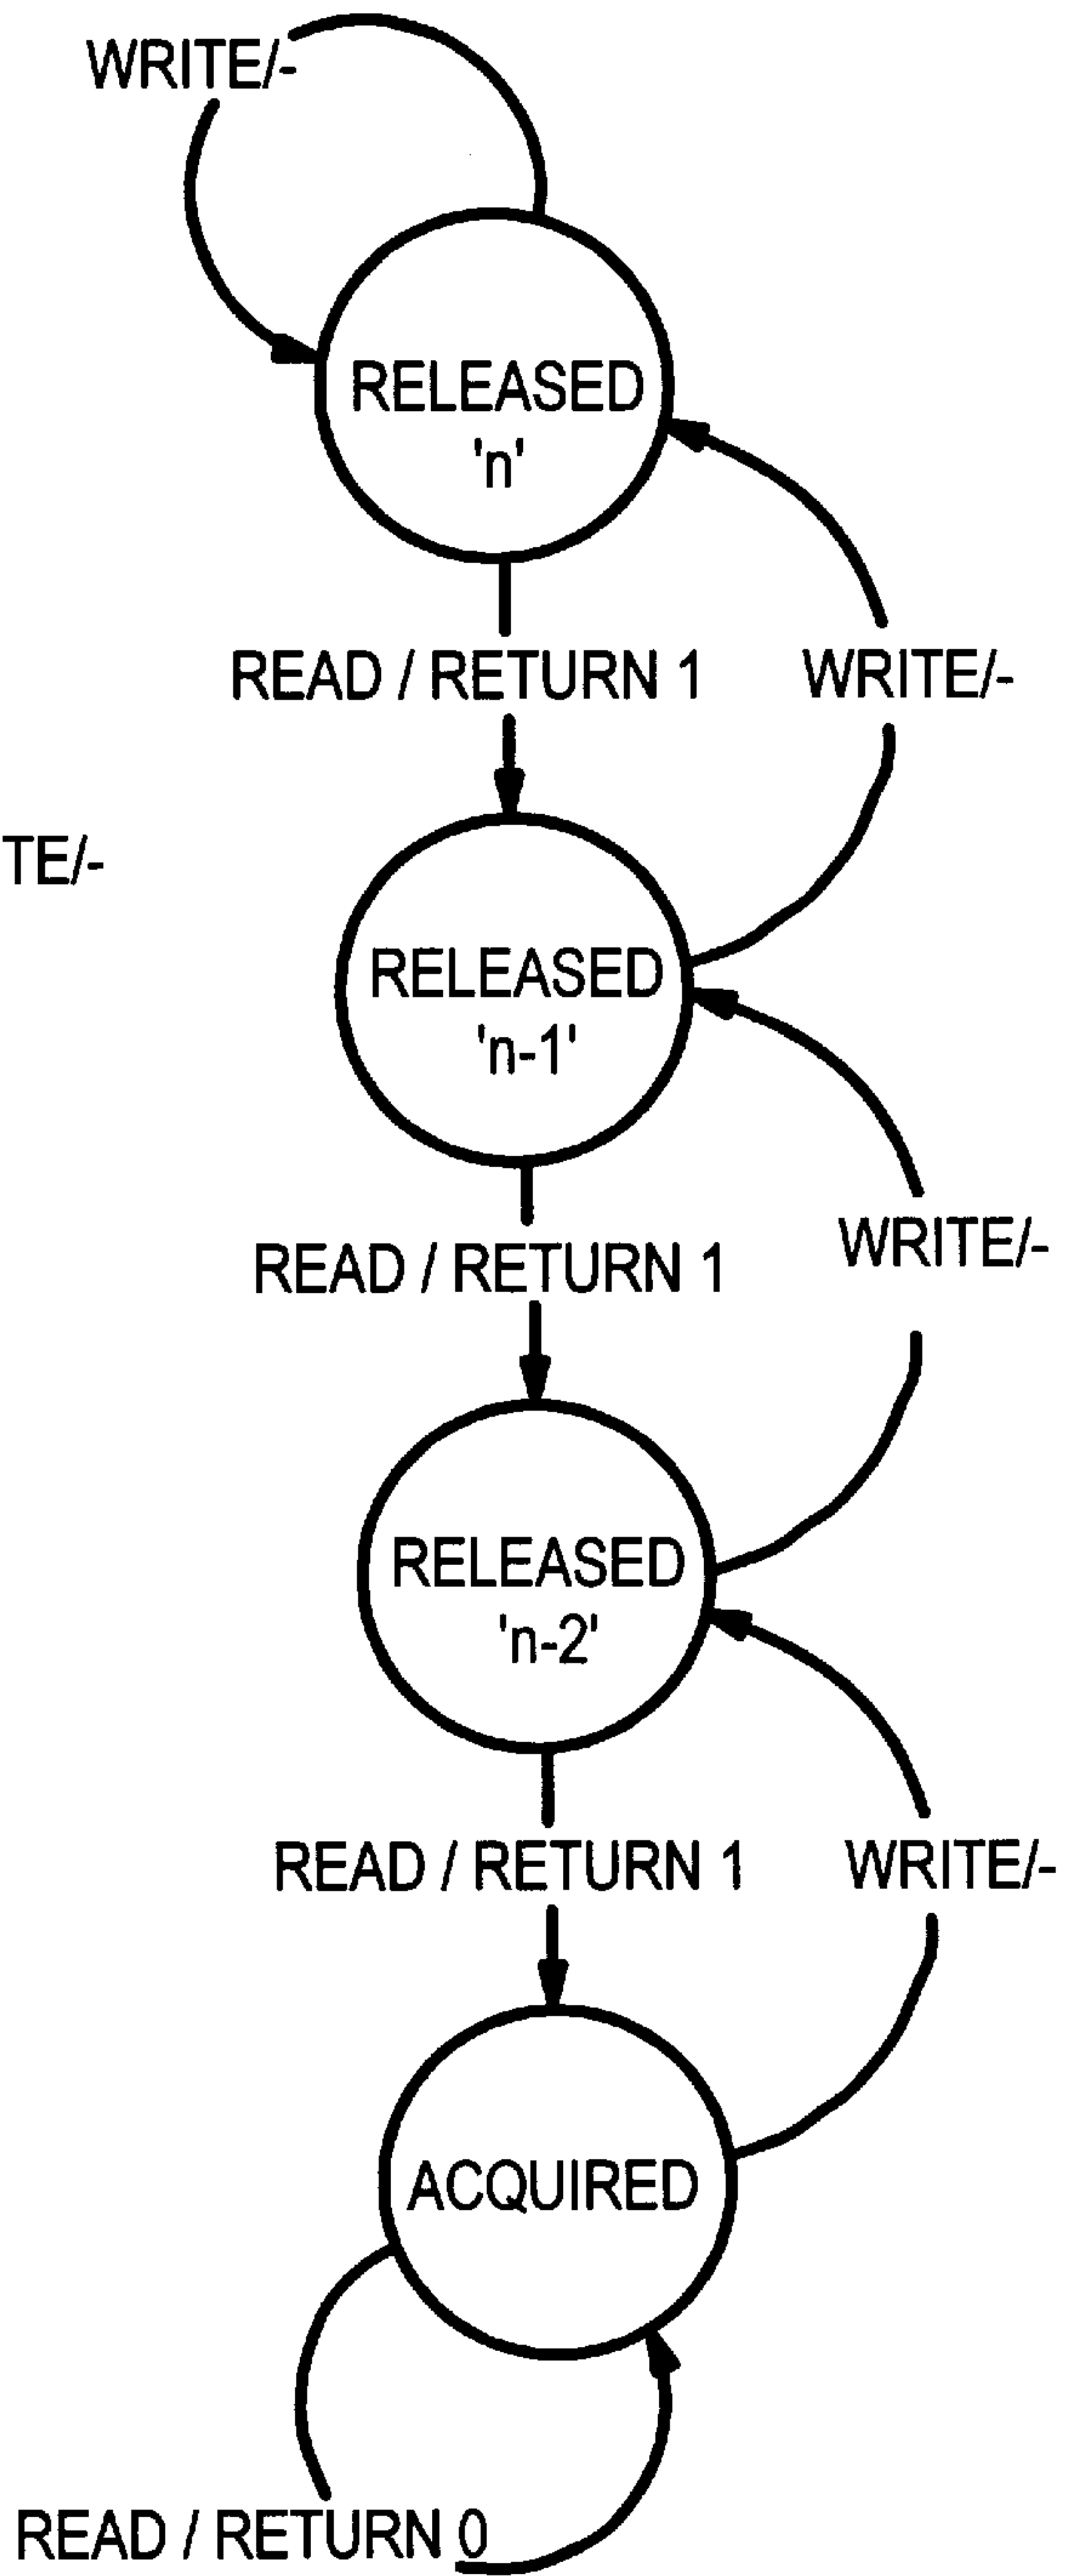 WRITE/-
RELEASED
'n'
READ / RETURN 1
WRITE/-
TE/-
RELEASED
'n-1'
READ / RETURN 1
WRITE/-
RELEASED
'n-2'
READ / RETURN 1
WRITE/-
ACQUIRED
READ / RETURN 0